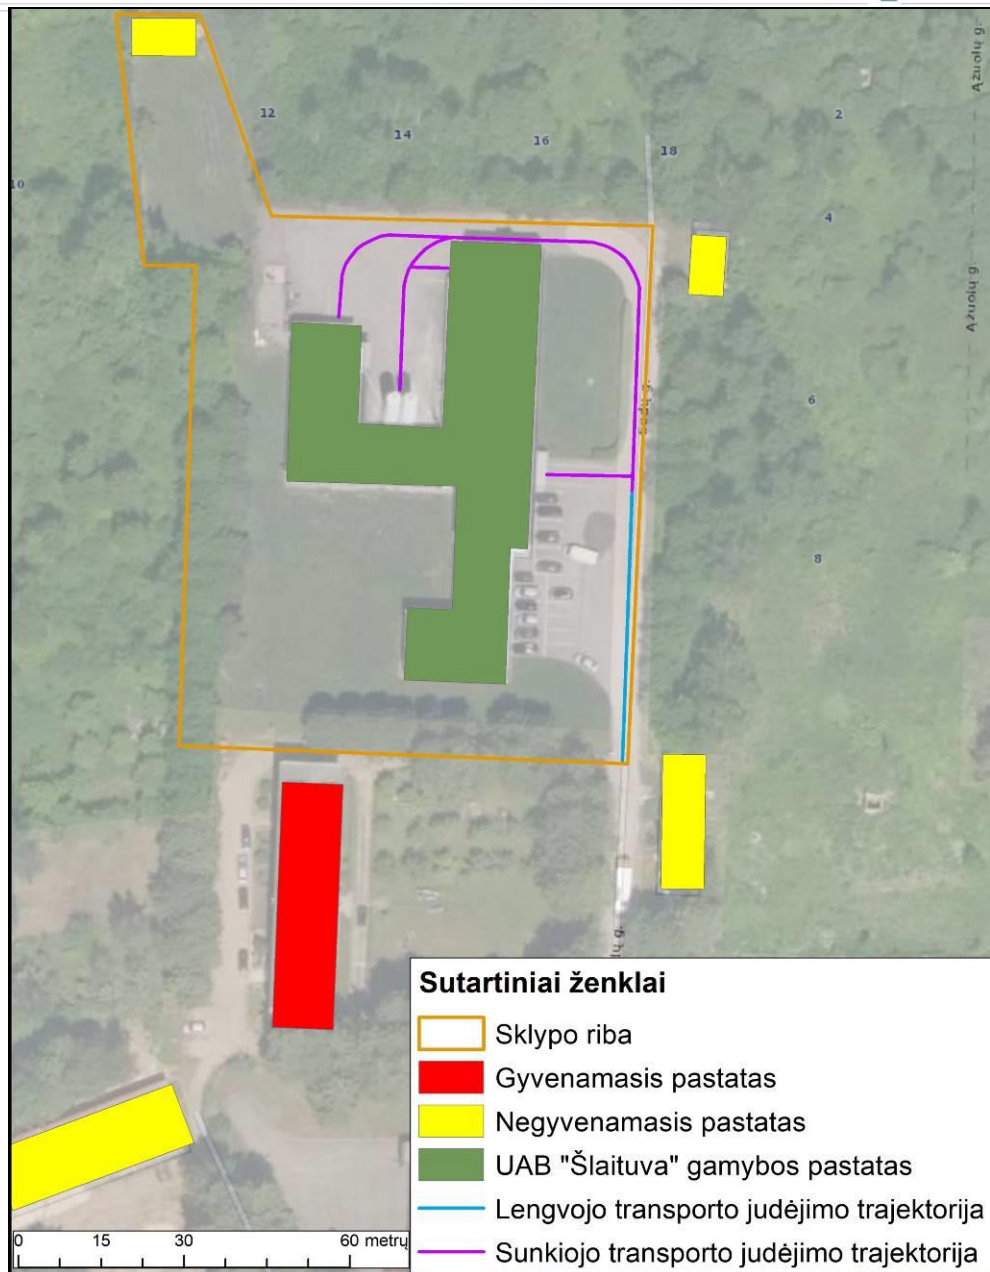 Ąžuolų g.
12
14
16
18
2
10
4
Ąžuolų g.
6
8
lų g.
Sutartiniai ženklai
Sklypo riba
Gyvenamasis pastatas
Negyvenamasis pastatas
UAB "Šlaituva" gamybos pastatas
Lengvojo transporto judėjimo trajektorija
Sunkiojo transporto judėjimo trajektorija
0 15 30 60 metrų